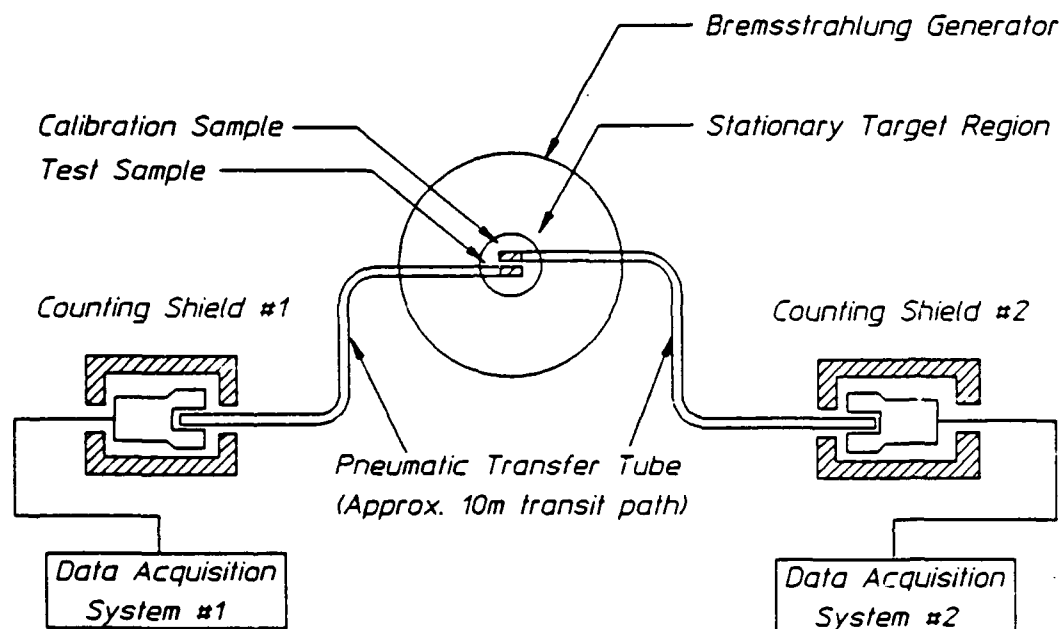 Bremsstrahlung Generator
Calibration Sample
Stationary Target Region
Test Sample
Counting Shield #1
Counting Shield #2
Pneumatic Transfer Tube
(Approx. 10m transit path)
Data Acquisition
System #1
Data Acquisition
System #2